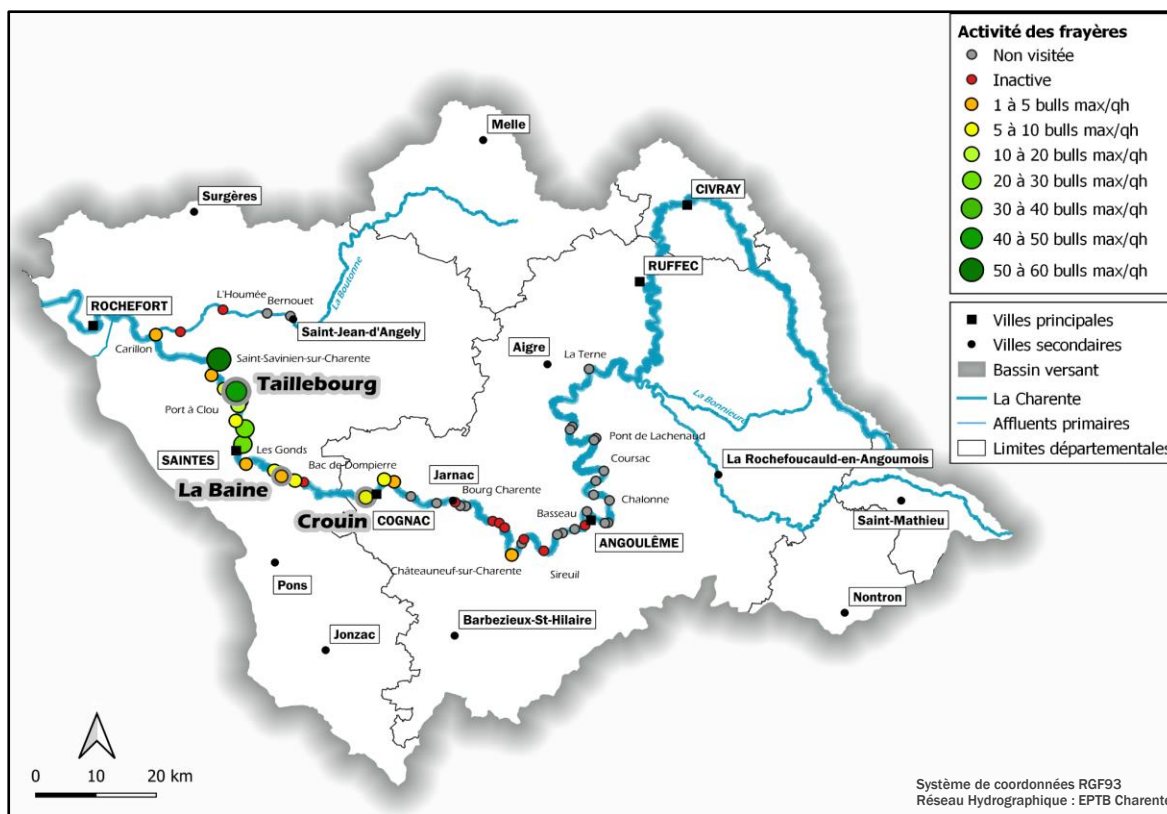 Activité des frayères
Non visitée
Inactive
1 à 5 bulls max/qh
5 à 10 bulls max/qh
10 à 20 bulls max/qh
20 à 30 bulls max/qh
30 à 40 bulls max/qh
40 à 50 bulls max/qh
50 à 60 bulls max/qh
Villes principales
Villes secondaires
Bassin versant
La Charente
Affluents primaires
Limites départementales
Melle
CIVRAY
Surgères
RUFFEC
La Boutonne
L'Houmée
Bernouet
ROCHEFORT
Saint-Jean-d'Angely
Carillon
Saint-Savinien-sur-Charente
Aigre
La Terne
Taillebourg
La Bonnieure
Port à Clou
Pont de Lachenaud
Les Gonds
SAINTES
Coursac
La Rochefoucauld-en-Angoumois
Bac de Dompierre
Jarnac
La Baine
Bourg Charente
Chalonne
Crouin
COGNAC
Basseau
Saint-Mathieu
ANGOULÊME
Châteauneuf-sur-Charente
Sireuil
Pons
Nontron
Barbezieux-St-Hilaire
Jonzac
0 10 20 km
Système de coordonnées RGF93
Réseau Hydrographique : EPTB Charente